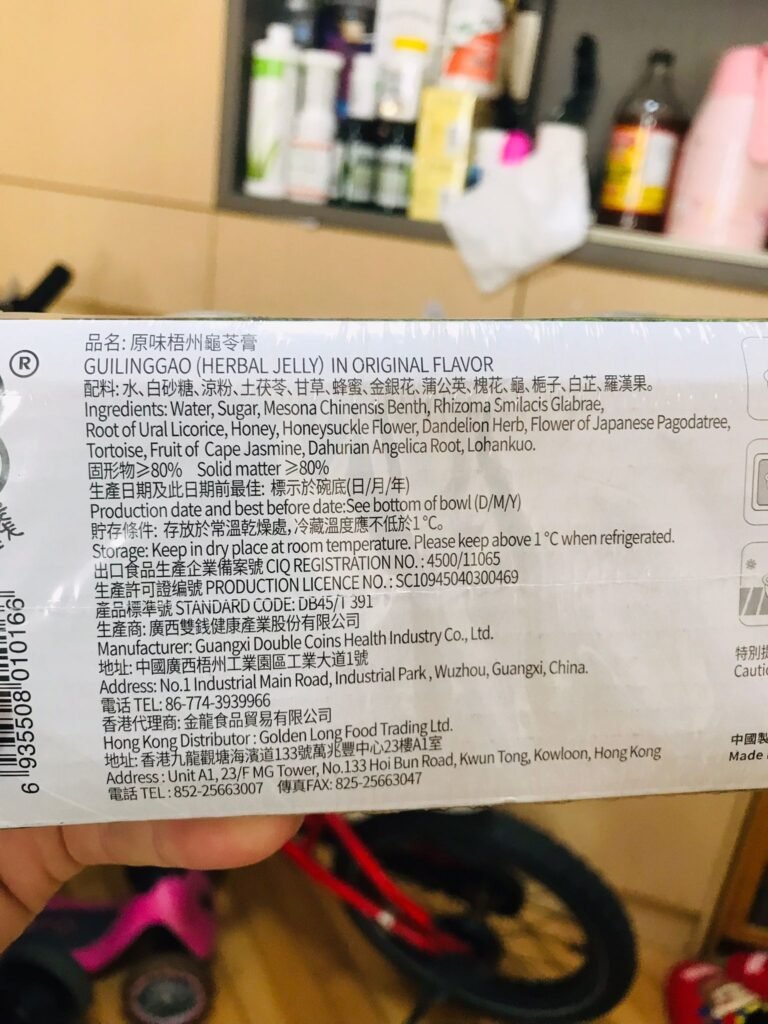 ®
品名: 原味梧州龜苓膏
GUILINGGAO (HERBAL JELLY) IN ORIGINAL FLAVOR
配料: 水、白砂糖、涼粉、土茯苓、甘草、蜂蜜、金銀花、蒲公英、槐花、龜、梔子、白芷、羅漢果。
Ingredients: Water, Sugar, Mesona Chinensis Benth, Rhizoma Smilacis Glabrae,
Root of Ural Licorice, Honey, Honeysuckle Flower, Dandelion Herb, Flower of Japanese Pagodatree,
Tortoise, Fruit of Cape Jasmine, Dahurian Angelica Root, Lohankuo.
固形物≥80% Solid matter ≥80%
生產日期及此日期前最佳: 標示於碗底(日/月/年)
Production date and best before date:See bottom of bowl (D/M/Y)
貯存條件: 存放於常溫乾燥處,冷藏溫度應不低於1℃。
Storage: Keep in dry place at room temperature. Please keep above 1℃ when refrigerated.
出口食品生產企業備案號 CIQ REGISTRATION NO. : 4500/11065
生產許可證編號 PRODUCTION LICENCE NO. : SC10945040300469
產品標準號 STANDARD CODE: DB45/T 391
生產商: 廣西雙錢健康產業股份有限公司
Manufacturer: Guangxi Double Coins Health Industry Co., Ltd.
地址: 中國廣西梧州工業園區工業大道1號
Address: No.1 Industrial Main Road, Industrial Park, Wuzhou, Guangxi, China.
電話 TEL: 86-774-3939966
香港代理商: 金龍食品貿易有限公司
Hong Kong Distributor : Golden Long Food Trading Ltd.
地址: 香港九龍觀塘海濱道133號萬兆豐中心23樓A1室
Address : Unit A1, 23/F MG Tower, No.133 Hoi Bun Road, Kwun Tong, Kowloon, Hong Kong
電話 TEL : 852-25663007 傳真FAX: 825-25663047
6 935508 010166
特別
Cautio
中國製
Made